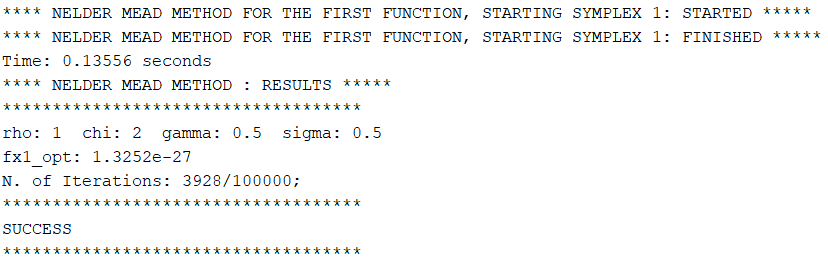 **** NELDER MEAD METHOD FOR THE FIRST FUNCTION, STARTING SYMPLEX 1: STARTED *****
**** NELDER MEAD METHOD FOR THE FIRST FUNCTION, STARTING SYMPLEX 1: FINISHED *****
Time: 0.13556 seconds
**** NELDER MEAD METHOD : RESULTS *****
************************************
rho: 1  chi: 2  gamma: 0.5  sigma: 0.5
fx1_opt: 1.3252e-27
N. of Iterations: 3928/100000;
************************************
SUCCESS
************************************